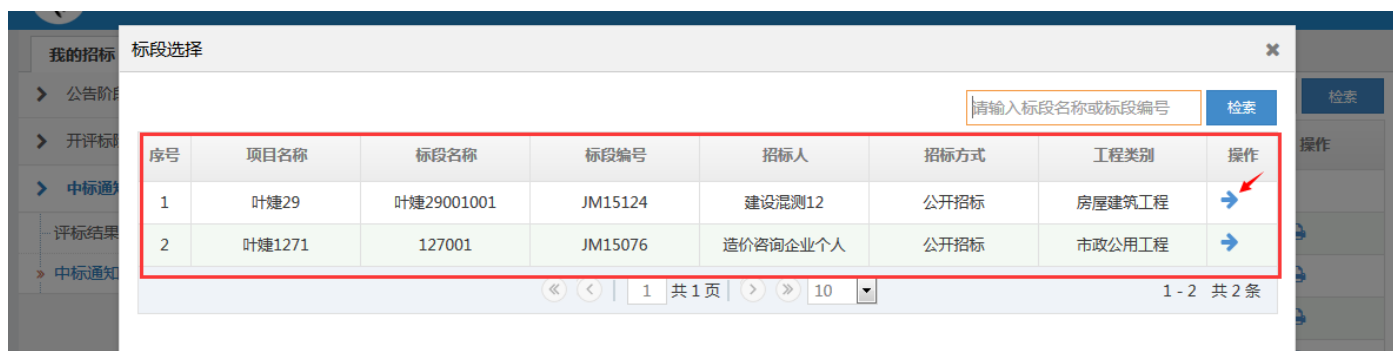 我的招标
标段选择
公告阶段
请输入标段名称或标段编号
检索
检索
开评标阶
序号 项目名称 标段名称 标段编号 招标人 招标方式 工程类别 操作
操作
中标通知
1 叶婕29 叶婕29001001 JM15124 建设混测12 公开招标 房屋建筑工程
评标结果
2 叶婕1271 127001 JM15076 造价咨询企业个人 公开招标 市政公用工程
中标通知
1 共1页 10 1 - 2 共2条